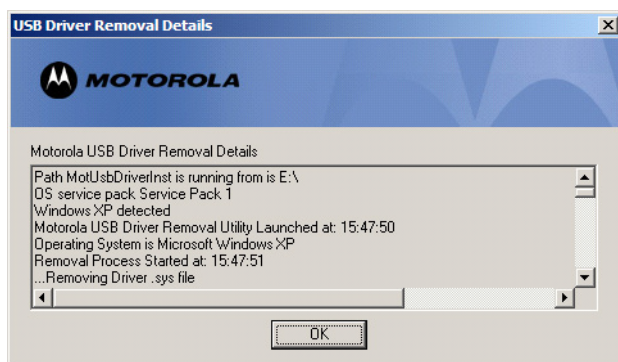 USB Driver Removal Details
MOTOROLA
Motorola USB Driver Removal Details
Path MotUsbDriverInst is running from is E:\
OS service pack Service Pack 1
Windows XP detected
Motorola USB Driver Removal Utility Launched at: 15:47:50
Operating System is Microsoft Windows XP
Removal Process Started at: 15:47:51
...Removing Driver .sys file
OK